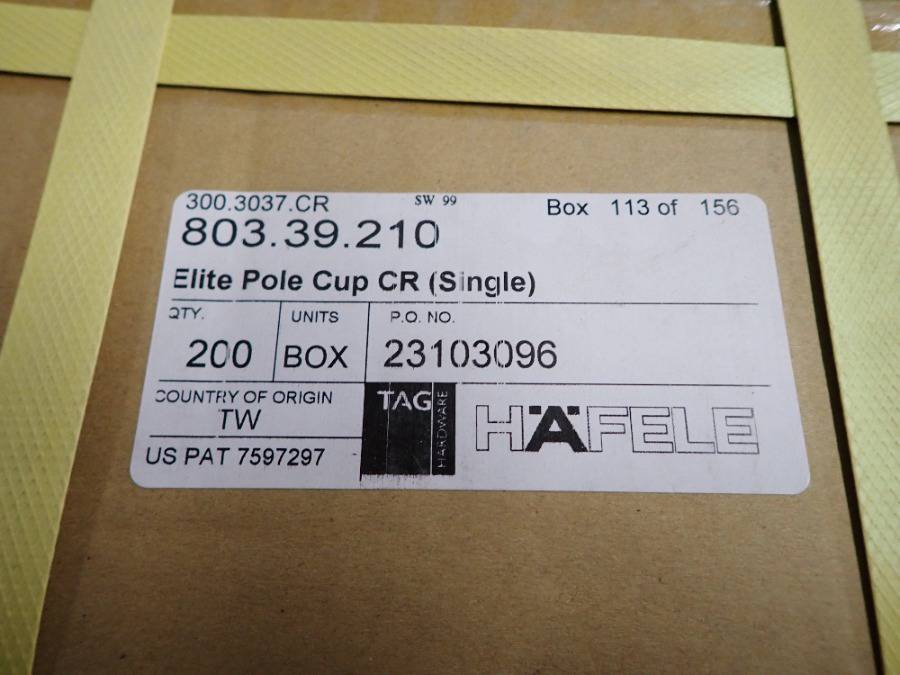 300.3037.CR SW 99 Box 113 of 156
803.39.210
Elite Pole Cup CR (Single)
QTY. UNITS P.O. NO.
200 BOX 23103096
COUNTRY OF ORIGIN
TW
US PAT 7597297
TAG HARDWARE
HÄFELE